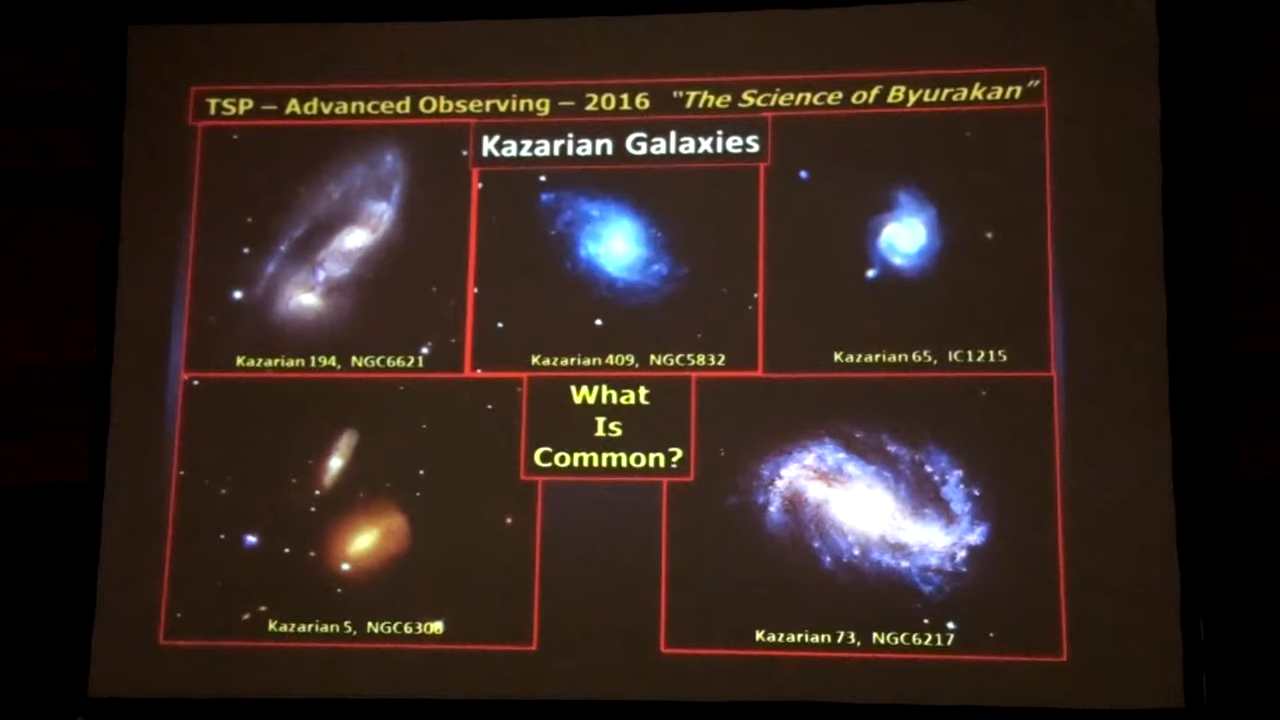 TSP – Advanced Observing – 2016 "The Science of Byurakan"
Kazarian Galaxies
Kazarian 194, NGC6621
Kazarian 409, NGC5832
Kazarian 65, IC1215
What
Is
Common?
Kazarian 5, NGC6306
Kazarian 73, NGC6217